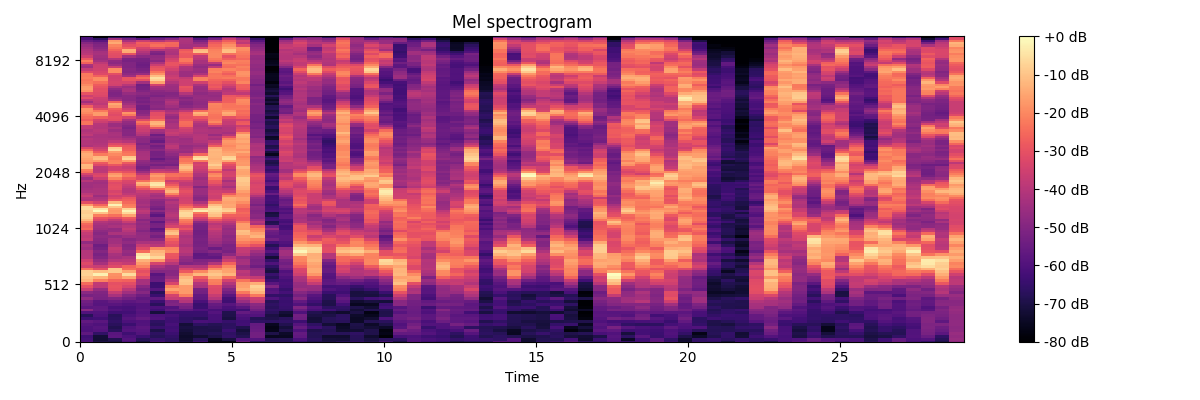 Mel spectrogram
8192
4096
2048
1024
512
0
Hz
0 5 10 15 20 25
Time
+0 dB
-10 dB
-20 dB
-30 dB
-40 dB
-50 dB
-60 dB
-70 dB
-80 dB